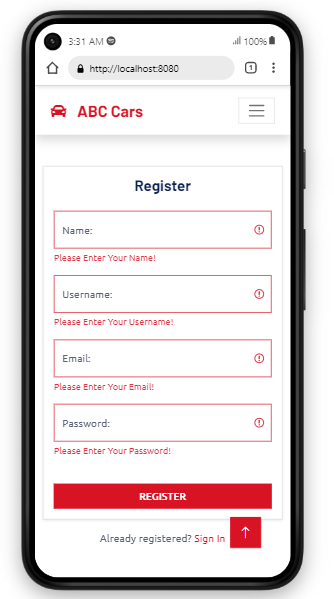 3:31 AM
100%
http://localhost:8080
1
ABC Cars
Register
Name:
Please Enter Your Name!
Username:
Please Enter Your Username!
Email:
Please Enter Your Email!
Password:
Please Enter Your Password!
REGISTER
Already registered? Sign In